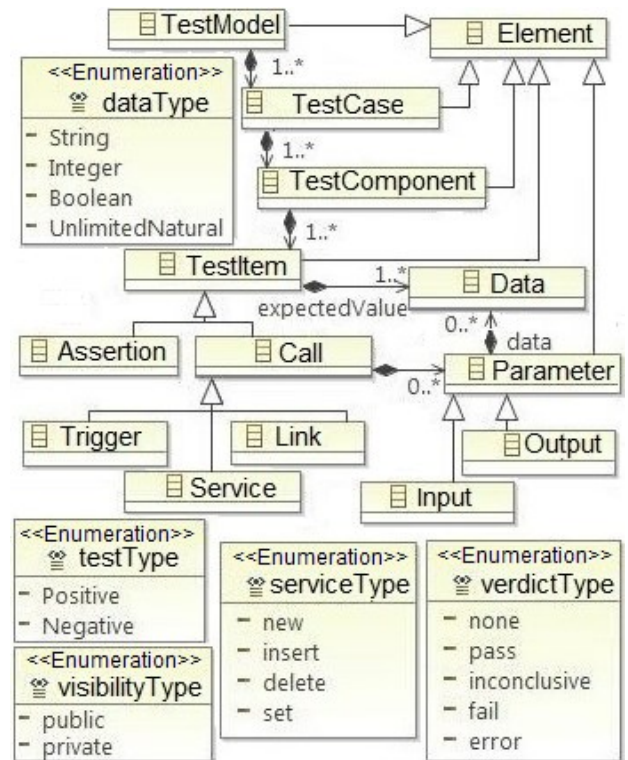 TestModel
Element
1..*
<<Enumeration>>
dataType
- String
- Integer
- Boolean
- UnlimitedNatural
TestCase
1..*
TestComponent
1..*
TestItem
1..*
Data
expectedValue
0..*
data
Assertion
Call
0..*
Parameter
Trigger
Link
Output
Service
Input
<<Enumeration>>
testType
- Positive
- Negative
<<Enumeration>>
visibilityType
- public
- private
<<Enumeration>>
serviceType
- new
- insert
- delete
- set
<<Enumeration>>
verdictType
- none
- pass
- inconclusive
- fail
- error